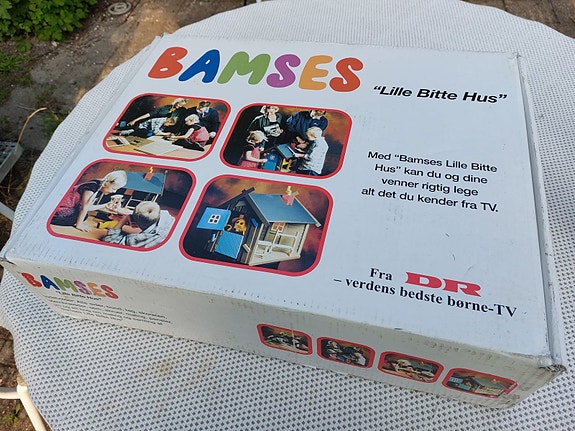 BAMSES
"Lille Bitte Hus"
Med "Bamses Lille Bitte
Hus" kan du og dine
venner rigtig lege
alt det du kender fra TV.
Fra DR
– verdens bedste børne-TV
BAMSES
"Lille Bitte Hus"